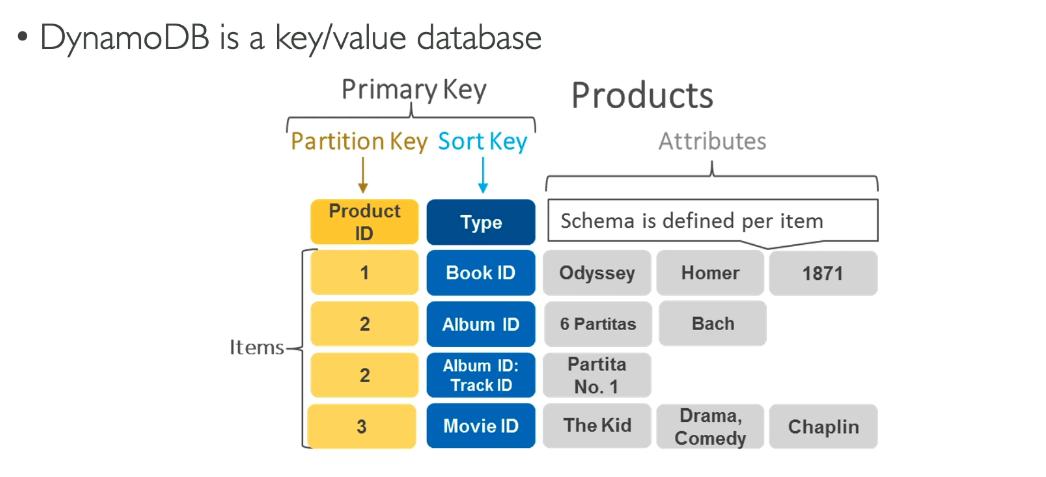 • DynamoDB is a key/value database
Primary Key
Products
Partition Key
Sort Key
Attributes
Product
ID
Type
Schema is defined per item
Items
1
Book ID
Odyssey
Homer
1871
2
Album ID
6 Partitas
Bach
2
Album ID:
Track ID
Partita
No. 1
3
Movie ID
The Kid
Drama,
Comedy
Chaplin